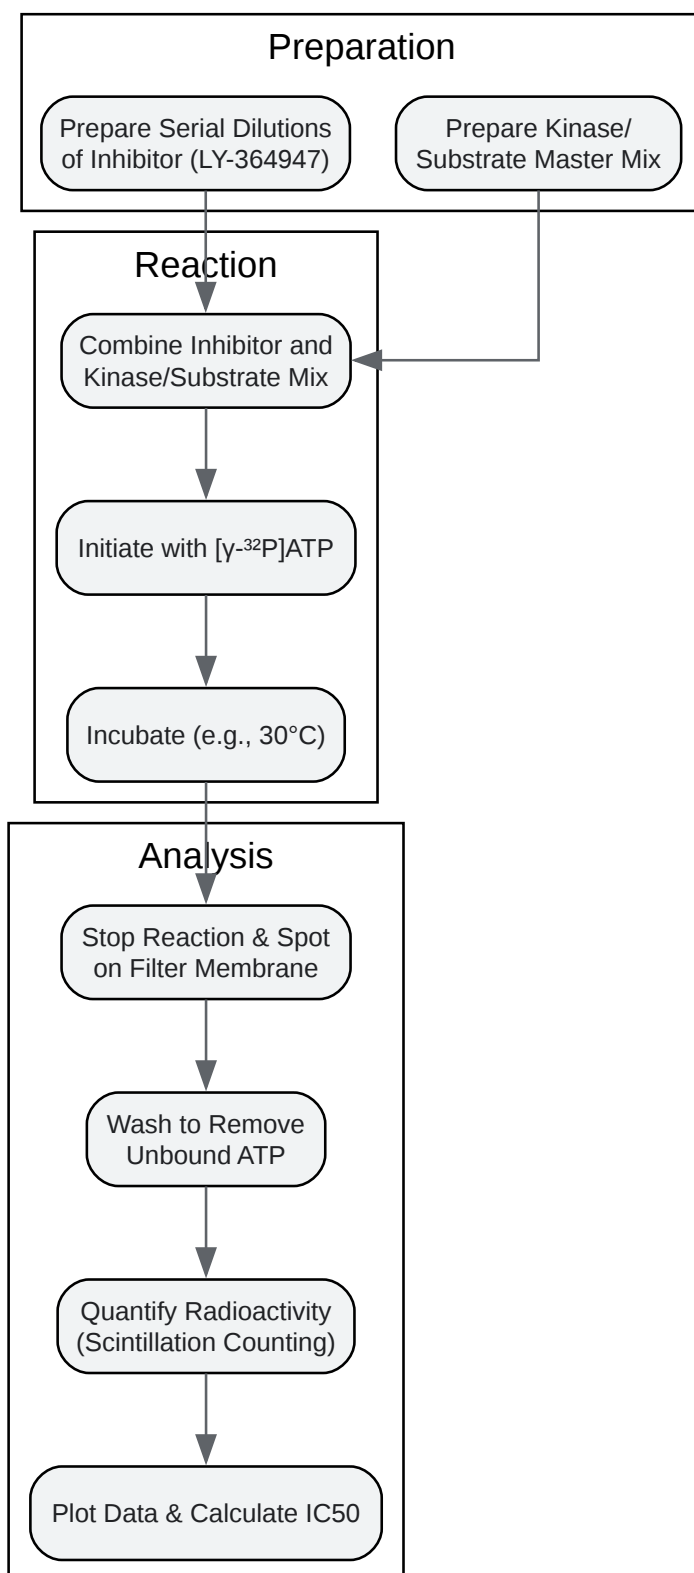 Preparation
Prepare Serial Dilutions
of Inhibitor (LY-364947)
Prepare Kinase/
Substrate Master Mix
Reaction
Combine Inhibitor and
Kinase/Substrate Mix
Initiate with [γ-³²P]ATP
Incubate (e.g., 30°C)
Analysis
Stop Reaction & Spot
on Filter Membrane
Wash to Remove
Unbound ATP
Quantify Radioactivity
(Scintillation Counting)
Plot Data & Calculate IC50